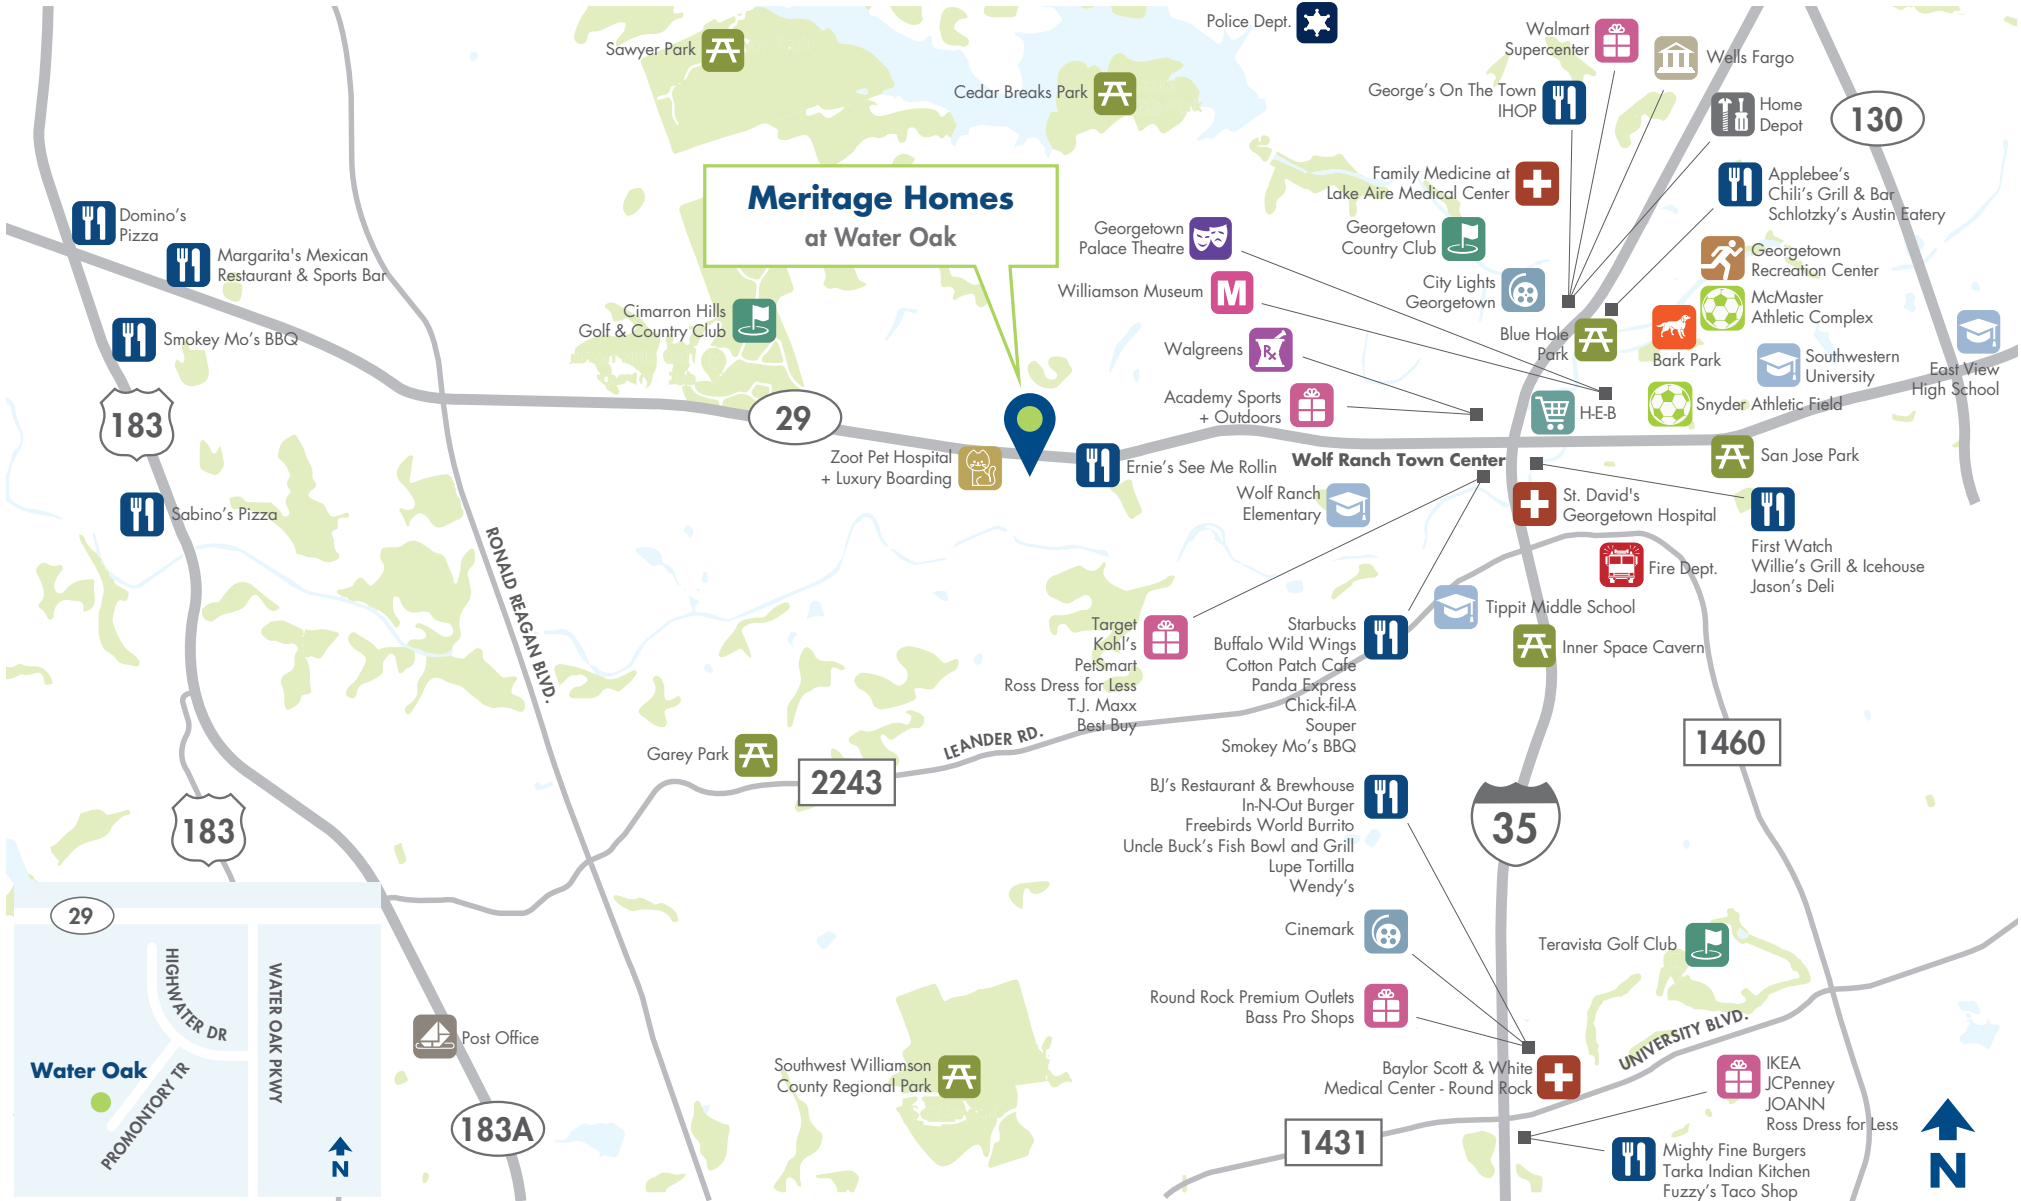 Police Dept.
Walmart
Supercenter
Wells Fargo
Sawyer Park
Cedar Breaks Park
George's On The Town
IHOP
Home
Depot
130
Meritage Homes
at Water Oak
Family Medicine at
Lake Aire Medical Center
Applebee's
Chili's Grill & Bar
Schlotzky's Austin Eatery
Domino's
Pizza
Margarita's Mexican
Restaurant & Sports Bar
Georgetown
Palace Theatre
Georgetown
Country Club
Georgetown
Recreation Center
Williamson Museum
M
City Lights
Georgetown
McMaster
Athletic Complex
Cimarron Hills
Golf & Country Club
Smokey Mo's BBQ
Walgreens
Rx
Blue Hole
Park
Bark Park
Southwestern
University
East View
High School
183
29
Academy Sports
+ Outdoors
H-E-B
Snyder Athletic Field
Zoot Pet Hospital
+ Luxury Boarding
Ernie's See Me Rollin
Wolf Ranch Town Center
San Jose Park
Wolf Ranch
Elementary
St. David's
Georgetown Hospital
Sabino's Pizza
RONALD REAGAN BLVD.
First Watch
Willie's Grill & Icehouse
Jason's Deli
Fire Dept.
Tippit Middle School
Inner Space Cavern
Target
Kohl's
PetSmart
Ross Dress for Less
T.J. Maxx
Best Buy
Starbucks
Buffalo Wild Wings
Cotton Patch Cafe
Panda Express
Chick-fil-A
Souper
Smokey Mo's BBQ
LEANDER RD.
Garey Park
2243
1460
BJ's Restaurant & Brewhouse
In-N-Out Burger
Freebirds World Burrito
Uncle Buck's Fish Bowl and Grill
Lupe Tortilla
Wendy's
35
183
29
Cinemark
Teravista Golf Club
HIGHWATER DR
WATER OAK PKWY
Water Oak
PROMONTORY TR
N
Post Office
Round Rock Premium Outlets
Bass Pro Shops
Southwest Williamson
County Regional Park
Baylor Scott & White
Medical Center - Round Rock
UNIVERSITY BLVD.
IKEA
JCPenney
JOANN
Ross Dress for Less
183A
1431
Mighty Fine Burgers
Tarka Indian Kitchen
Fuzzy's Taco Shop
N